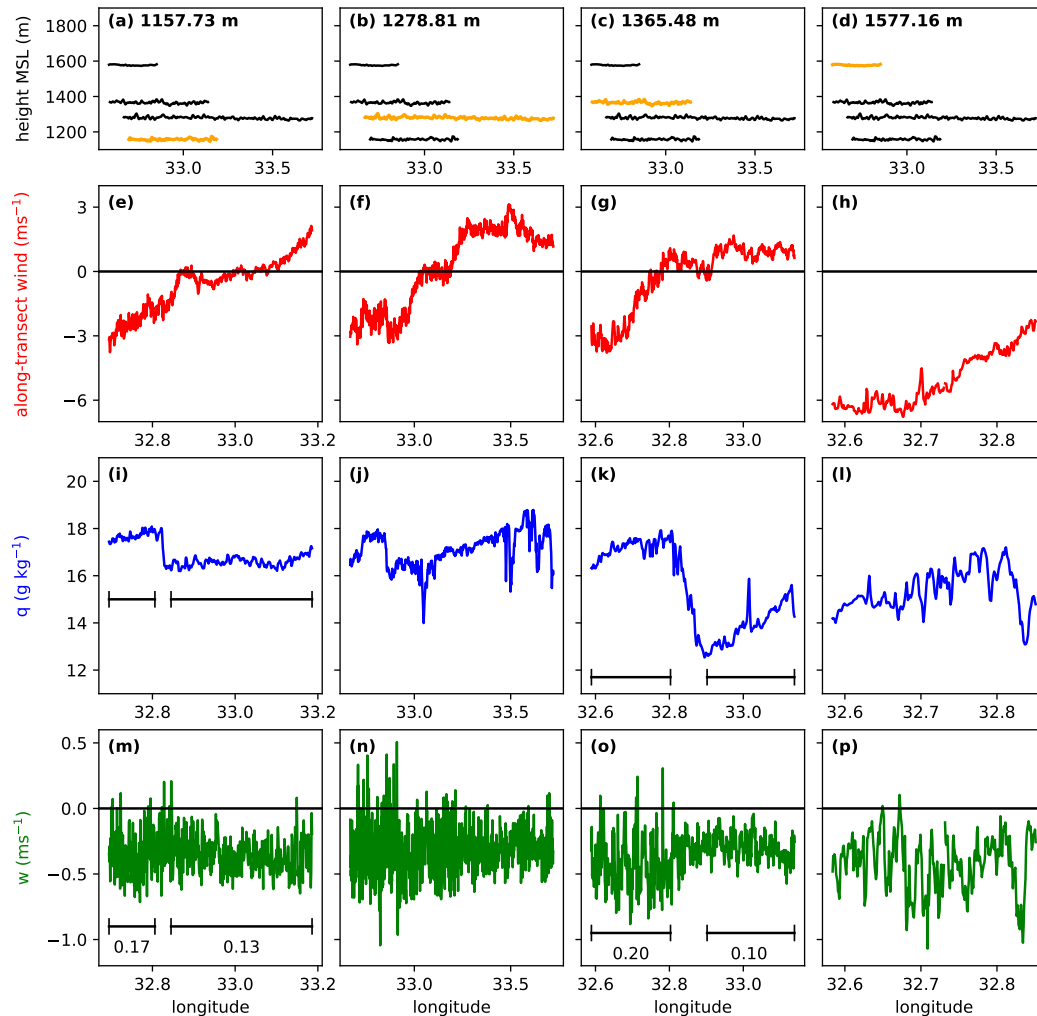 (a) 1157.73 m (b) 1278.81 m (c) 1365.48 m (d) 1577.16 m
height MSL (m)
1800
1600
1400
1200
33.0 33.5 33.0 33.5 33.0 33.5 33.0 33.5
(e) (f) (g) (h)
along-transect wind (ms⁻¹)
3
0
−3
−6
32.8 33.0 33.2 33.0 33.5 32.6 32.8 33.0 32.6 32.7 32.8
(i) (j) (k) (l)
q (g kg⁻¹)
20
18
16
14
12
32.8 33.0 33.2 33.0 33.5 32.6 32.8 33.0 32.6 32.7 32.8
(m) (n) (o) (p)
w (ms⁻¹)
0.5
0.0
−0.5
−1.0
0.17 0.13 0.20 0.10
32.8 33.0 33.2 33.0 33.5 32.6 32.8 33.0 32.6 32.7 32.8
longitude longitude longitude longitude